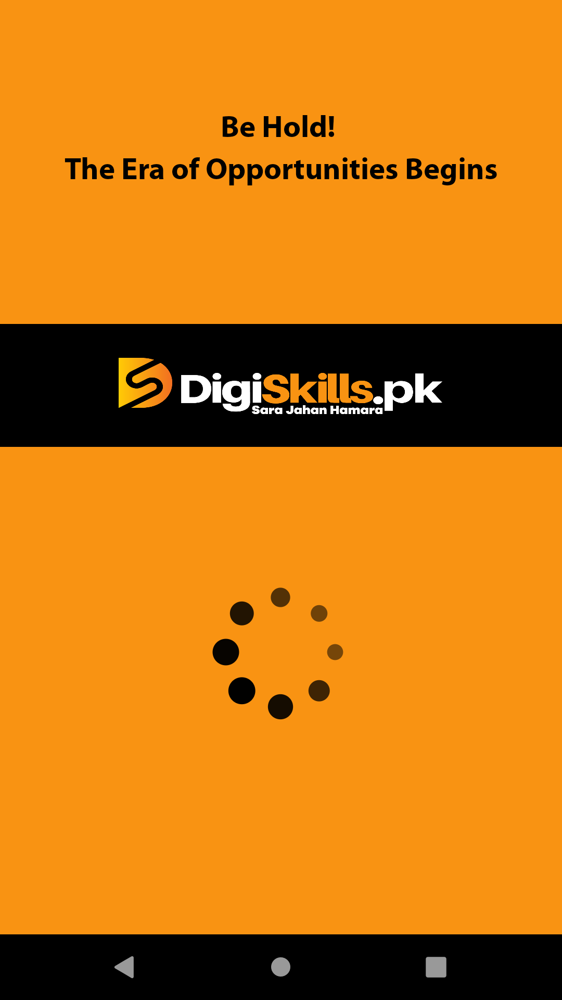 Be Hold!
The Era of Opportunities Begins
DigiSkills.pk
Sara Jahan Hamara